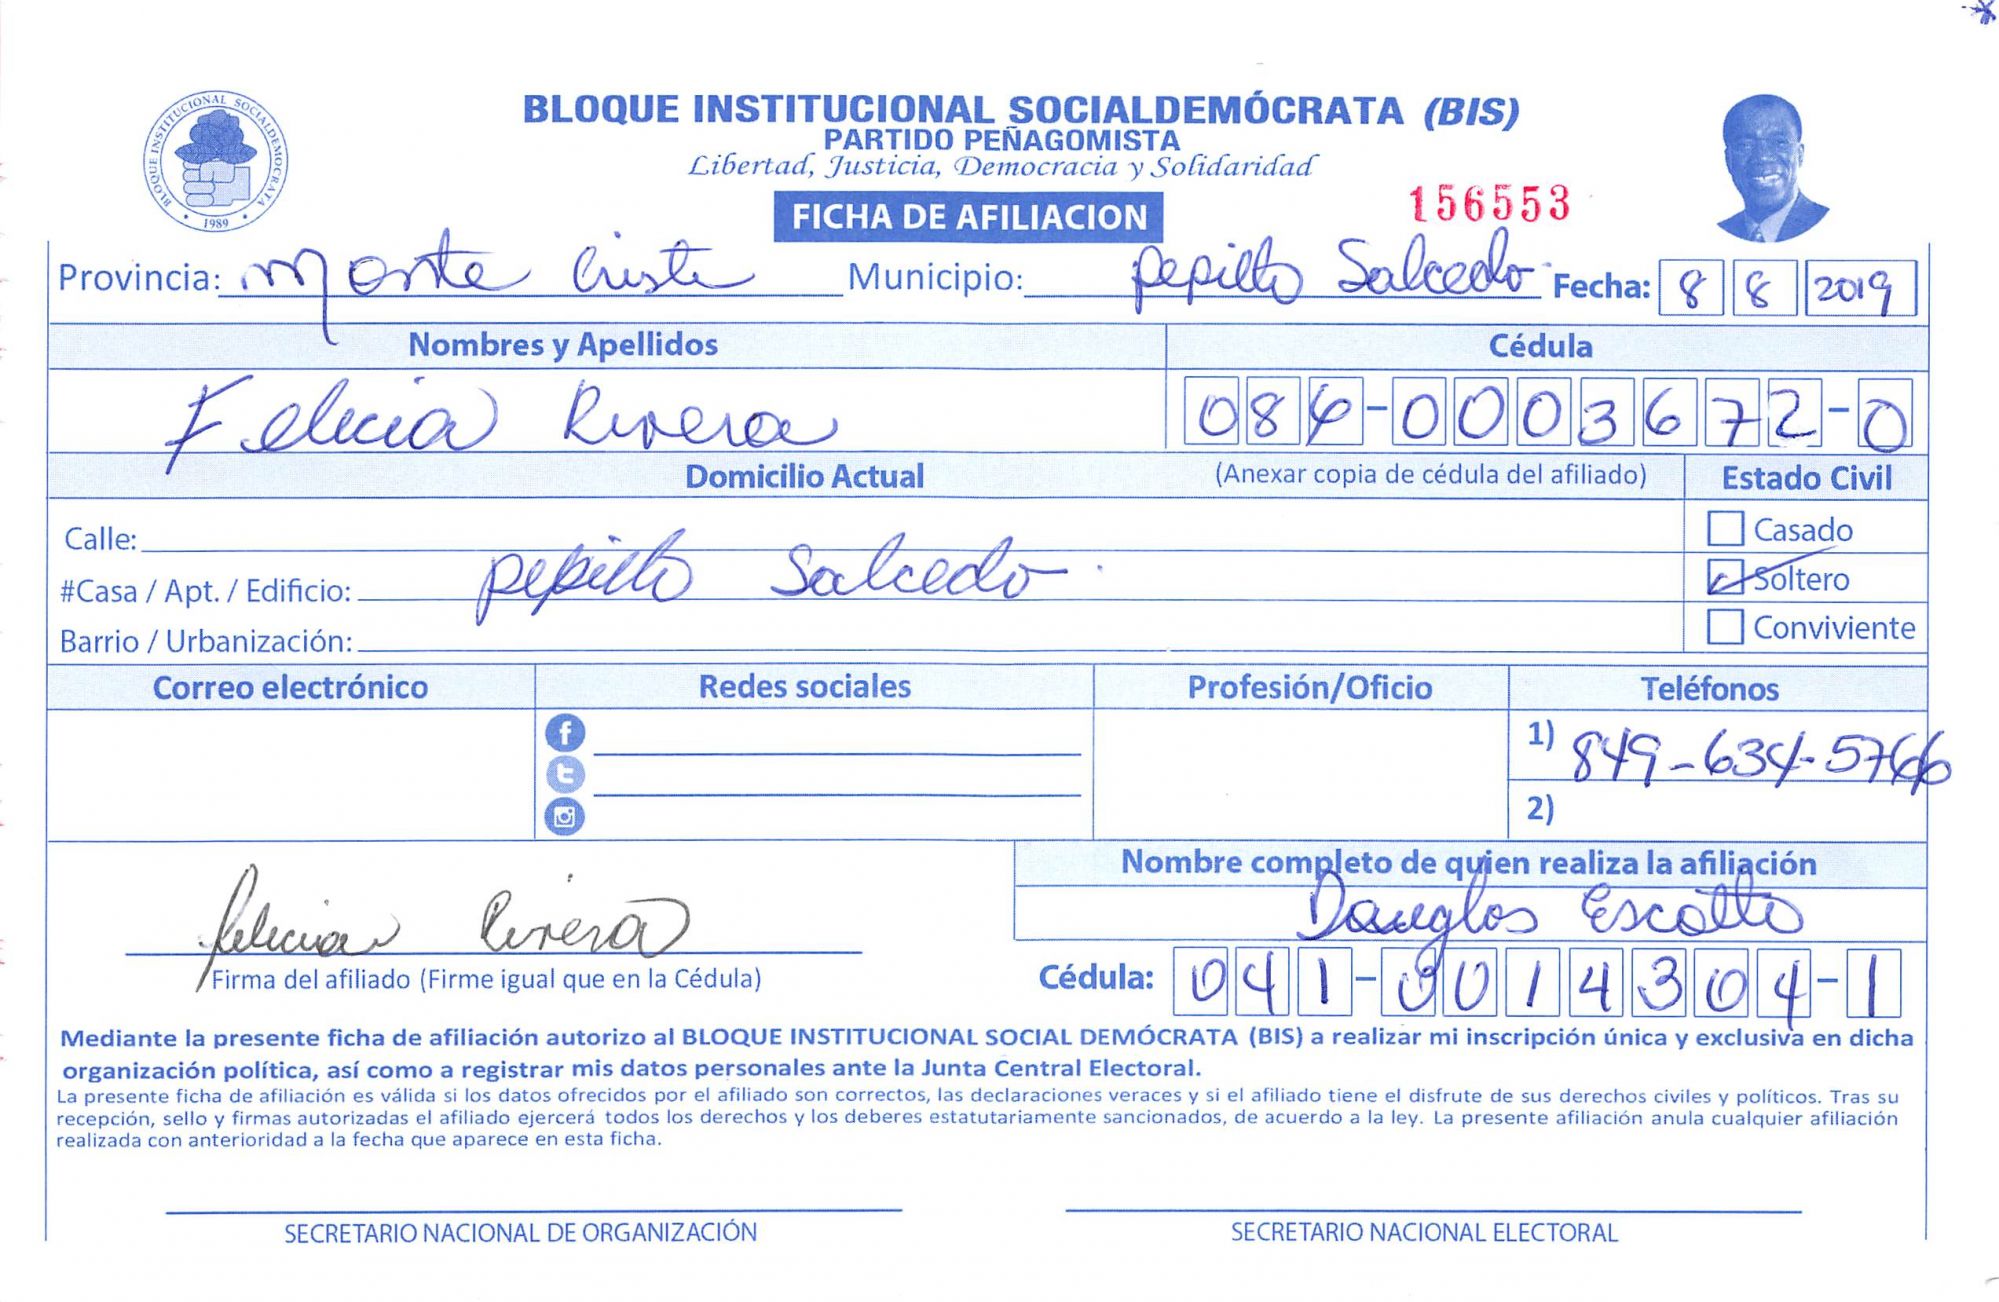 BLOQUE INSTITUCIONAL SOCIALDEMOCRATA
1989
BLOQUE INSTITUCIONAL SOCIALDEMÓCRATA (BIS)
PARTIDO PEÑAGOMISTA
Libertad, Justicia, Democracia y Solidaridad
FICHA DE AFILIACION
156553
Provincia: Monte Cristi Municipio: Pepillo Salcedo Fecha: 8 8 2019
Nombres y Apellidos Cédula
Felicia Rivera 084-0003672-0
Domicilio Actual (Anexar copia de cédula del afiliado) Estado Civil
Calle: Casado
#Casa / Apt. / Edificio: Pepillo Salcedo Soltero
Barrio / Urbanización: Conviviente
Correo electrónico Redes sociales Profesión/Oficio Teléfonos
1) 849-634-5766
2)
Nombre completo de quien realiza la afiliación
Felicia Rivera Douglos Escotto
Firma del afiliado (Firme igual que en la Cédula) Cédula: 041-0014304-1
Mediante la presente ficha de afiliación autorizo al BLOQUE INSTITUCIONAL SOCIAL DEMÓCRATA (BIS) a realizar mi inscripción única y exclusiva en dicha
organización política, así como a registrar mis datos personales ante la Junta Central Electoral.
La presente ficha de afiliación es válida si los datos ofrecidos por el afiliado son correctos, las declaraciones veraces y si el afiliado tiene el disfrute de sus derechos civiles y políticos. Tras su
recepción, sello y firmas autorizadas el afiliado ejercerá todos los derechos y los deberes estatutariamente sancionados, de acuerdo a la ley. La presente afiliación anula cualquier afiliación
realizada con anterioridad a la fecha que aparece en esta ficha.
SECRETARIO NACIONAL DE ORGANIZACIÓN SECRETARIO NACIONAL ELECTORAL